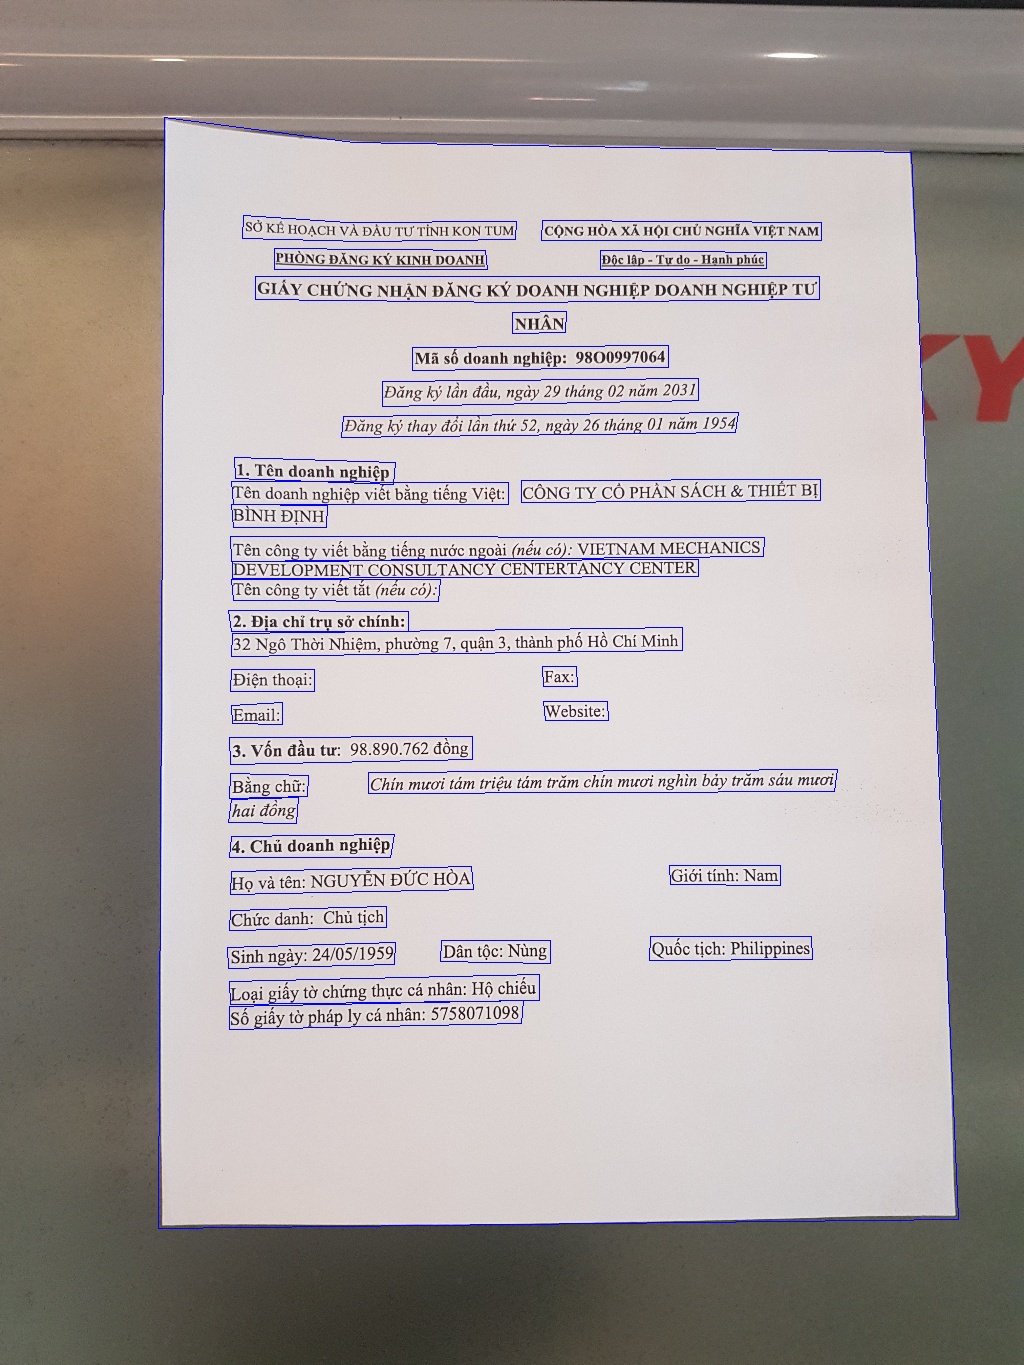 SỞ KẾ HOẠCH VÀ ĐẦU TƯ TỈNH KON TUM
CỘNG HÒA XÃ HỘI CHỦ NGHĨA VIỆT NAM
PHÒNG ĐĂNG KÝ KINH DOANH
Độc lập - Tự do - Hạnh phúc
GIẤY CHỨNG NHẬN ĐĂNG KÝ DOANH NGHIỆP DOANH NGHIỆP TƯ
NHÂN
Mã số doanh nghiệp: 98O0997064
Đăng ký lần đầu, ngày 29 tháng 02 năm 2031
Đăng ký thay đổi lần thứ 52, ngày 26 tháng 01 năm 1954
1. Tên doanh nghiệp
Tên doanh nghiệp viết bằng tiếng Việt: CÔNG TY CỔ PHẦN SÁCH & THIẾT BỊ
BÌNH ĐỊNH
Tên công ty viết bằng tiếng nước ngoài (nếu có): VIETNAM MECHANICS
DEVELOPMENT CONSULTANCY CENTERTANCY CENTER
Tên công ty viết tắt (nếu có):
2. Địa chỉ trụ sở chính:
32 Ngô Thời Nhiệm, phường 7, quận 3, thành phố Hồ Chí Minh
Điện thoại: Fax:
Email: Website:
3. Vốn đầu tư: 98.890.762 đồng
Bằng chữ: Chín mươi tám triệu tám trăm chín mươi nghìn bảy trăm sáu mươi
hai đồng
4. Chủ doanh nghiệp
Họ và tên: NGUYỄN ĐỨC HÒA Giới tính: Nam
Chức danh: Chủ tịch
Sinh ngày: 24/05/1959 Dân tộc: Nùng Quốc tịch: Philippines
Loại giấy tờ chứng thực cá nhân: Hộ chiếu
Số giấy tờ pháp ly cá nhân: 5758071098
KY